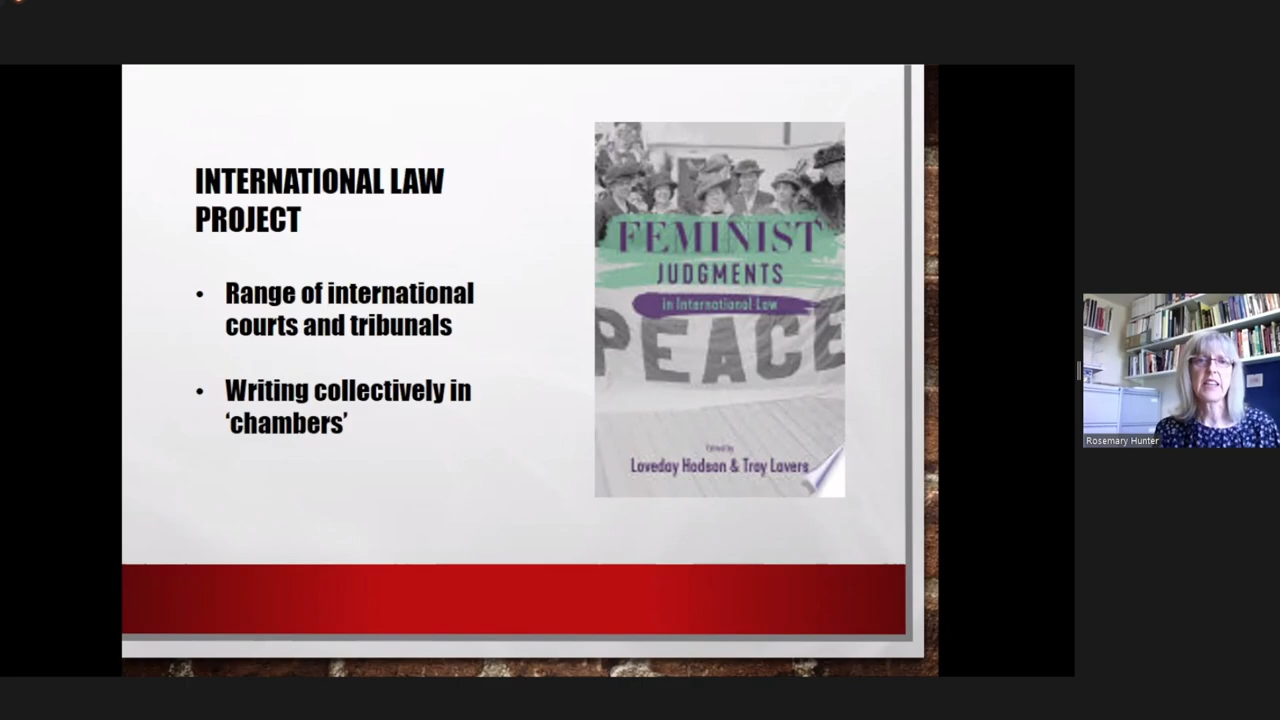 INTERNATIONAL LAW
PROJECT
• Range of international
courts and tribunals
• Writing collectively in
‘chambers’
FEMINIST
JUDGMENTS
in International Law
PEACE
Edited by
Loveday Hodson & Troy Lavers
Rosemary Hunter